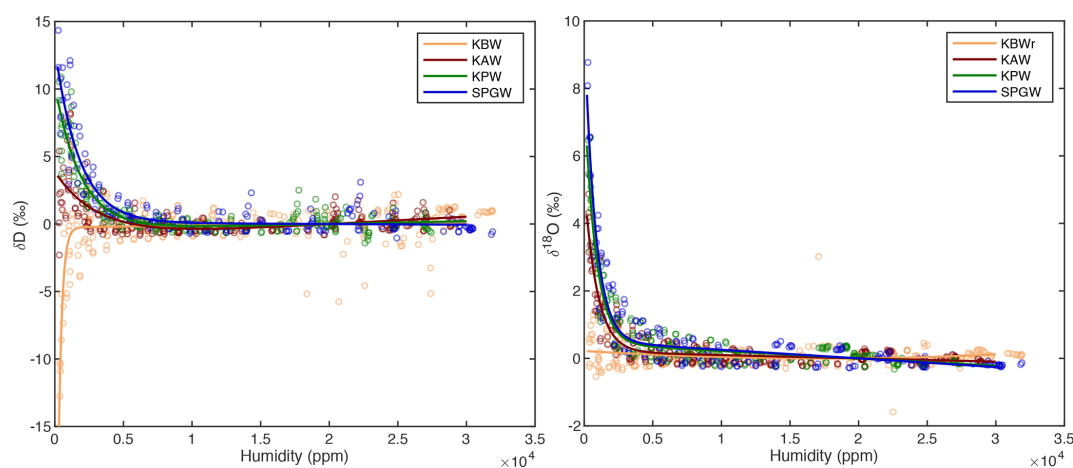 15
10
5
0
-5
-10
-15
0 0.5 1 1.5 2 2.5 3 3.5
×10⁴
Humidity (ppm)
δD (‰)
KBW
KAW
KPW
SPGW
10
8
6
4
2
0
-2
0 0.5 1 1.5 2 2.5 3 3.5
×10⁴
Humidity (ppm)
δ¹⁸O (‰)
KBWr
KAW
KPW
SPGW